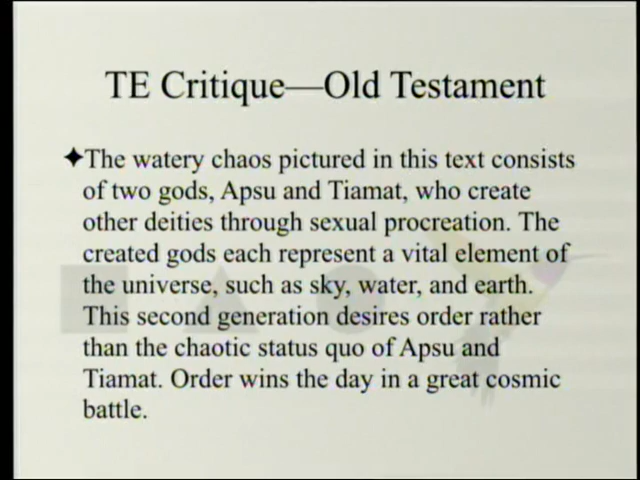 TE Critique—Old Testament
✦The watery chaos pictured in this text consists
of two gods, Apsu and Tiamat, who create
other deities through sexual procreation. The
created gods each represent a vital element of
the universe, such as sky, water, and earth.
This second generation desires order rather
than the chaotic status quo of Apsu and
Tiamat. Order wins the day in a great cosmic
battle.